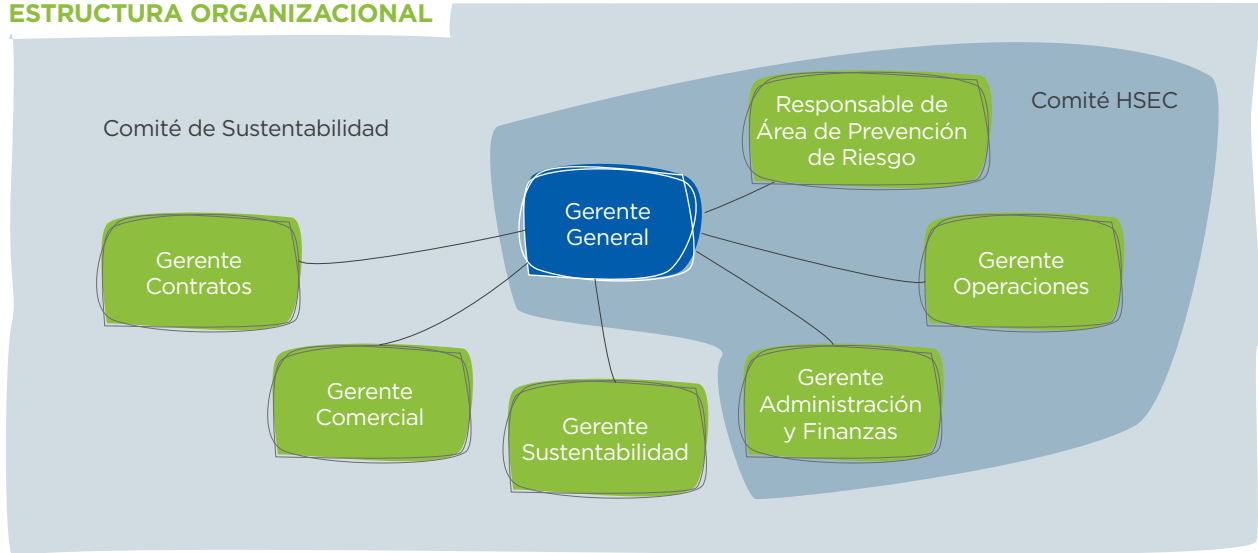 ESTRUCTURA ORGANIZACIONAL
Comité de Sustentabilidad
Comité HSEC
Responsable de
Área de Prevención
de Riesgo
Gerente
General
Gerente
Contratos
Gerente
Operaciones
Gerente
Comercial
Gerente
Sustentabilidad
Gerente
Administración
y Finanzas